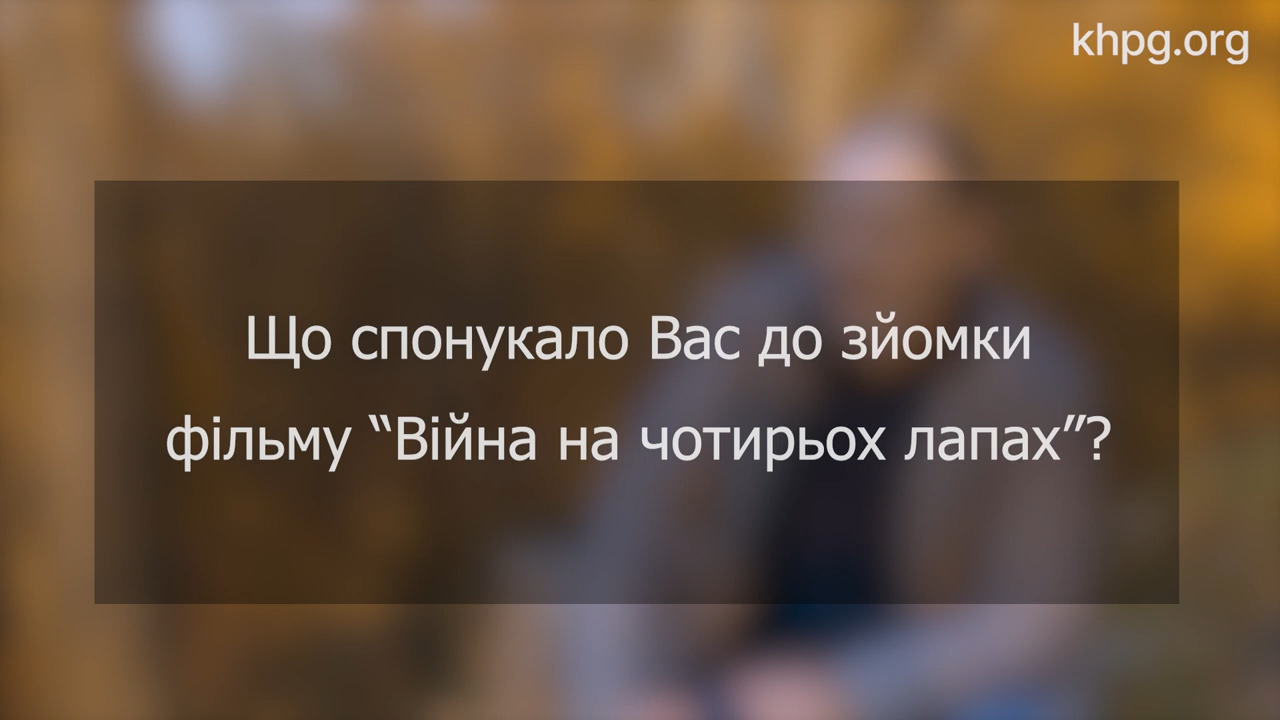 khpg.org
Що спонукало Вас до зйомки
фільму “Війна на чотирьох лапах”?